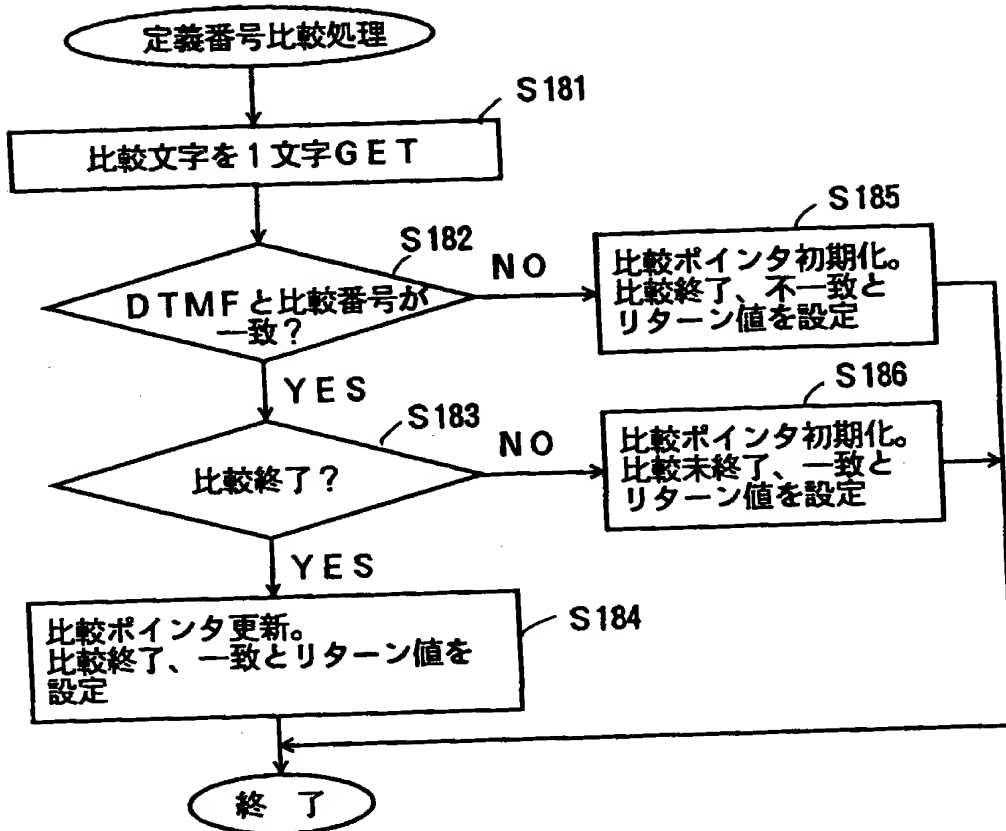 定義番号比較処理
S181
比較文字を1文字GET
S182
DTMFと比較番号が
一致?
NO
YES
S185
比較ポインタ初期化。
比較終了、不一致と
リターン値を設定
S183
比較終了?
NO
YES
S186
比較ポインタ初期化。
比較未終了、一致と
リターン値を設定
S184
比較ポインタ更新。
比較終了、一致とリターン値を
設定
終 了